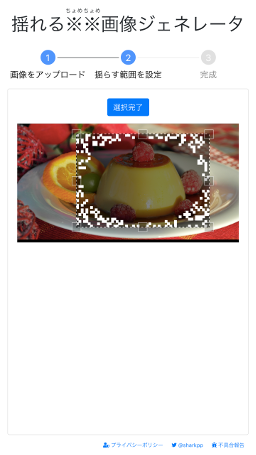 ちょめちょめ
揺れる※※画像ジェネレータ
1 2 3
画像をアップロード 揺らす範囲を設定 完成
選択完了
プライバシーポリシー @sharkpp 不具合報告